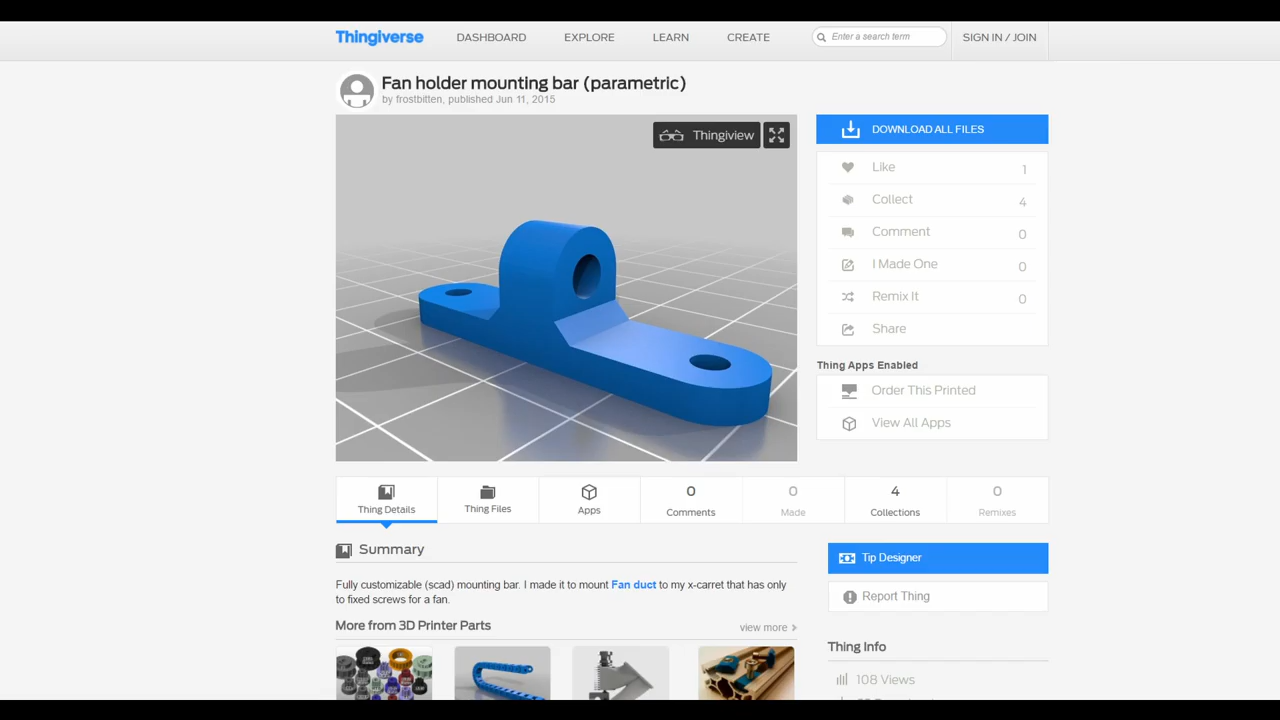 Thingiverse DASHBOARD EXPLORE LEARN CREATE Enter a search term SIGN IN / JOIN
Fan holder mounting bar (parametric)
by frostbitten, published Jun 11, 2015
Thingiview
DOWNLOAD ALL FILES
Like 1
Collect 4
Comment 0
I Made One 0
Remix It 0
Share
Thing Apps Enabled
Order This Printed
View All Apps
Thing Details
Thing Files
Apps
0 Comments
0 Made
4 Collections
0 Remixes
Summary
Fully customizable (scad) mounting bar. I made it to mount Fan duct to my x-carret that has only
to fixed screws for a fan.
More from 3D Printer Parts view more
Tip Designer
Report Thing
Thing Info
108 Views